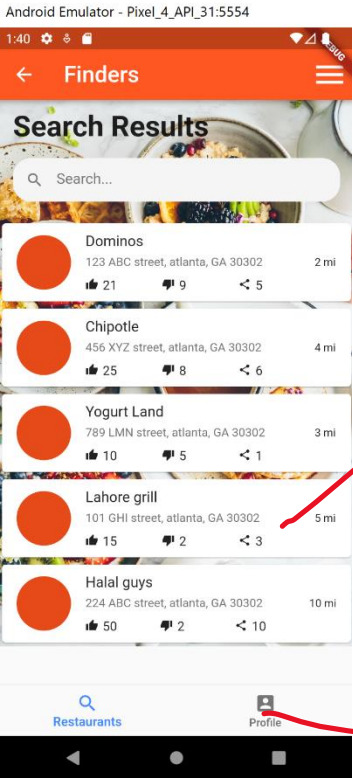 Android Emulator - Pixel_4_API_31:5554
1:40
DEBUG
Finders
Search Results
Search...
Dominos
123 ABC street, atlanta, GA 30302 2 mi
21 9 5
Chipotle
456 XYZ street, atlanta, GA 30302 4 mi
25 8 6
Yogurt Land
789 LMN street, atlanta, GA 30302 3 mi
10 5 1
Lahore grill
101 GHI street, atlanta, GA 30302 5 mi
15 2 3
Halal guys
224 ABC street, atlanta, GA 30302 10 mi
50 2 10
Restaurants Profile